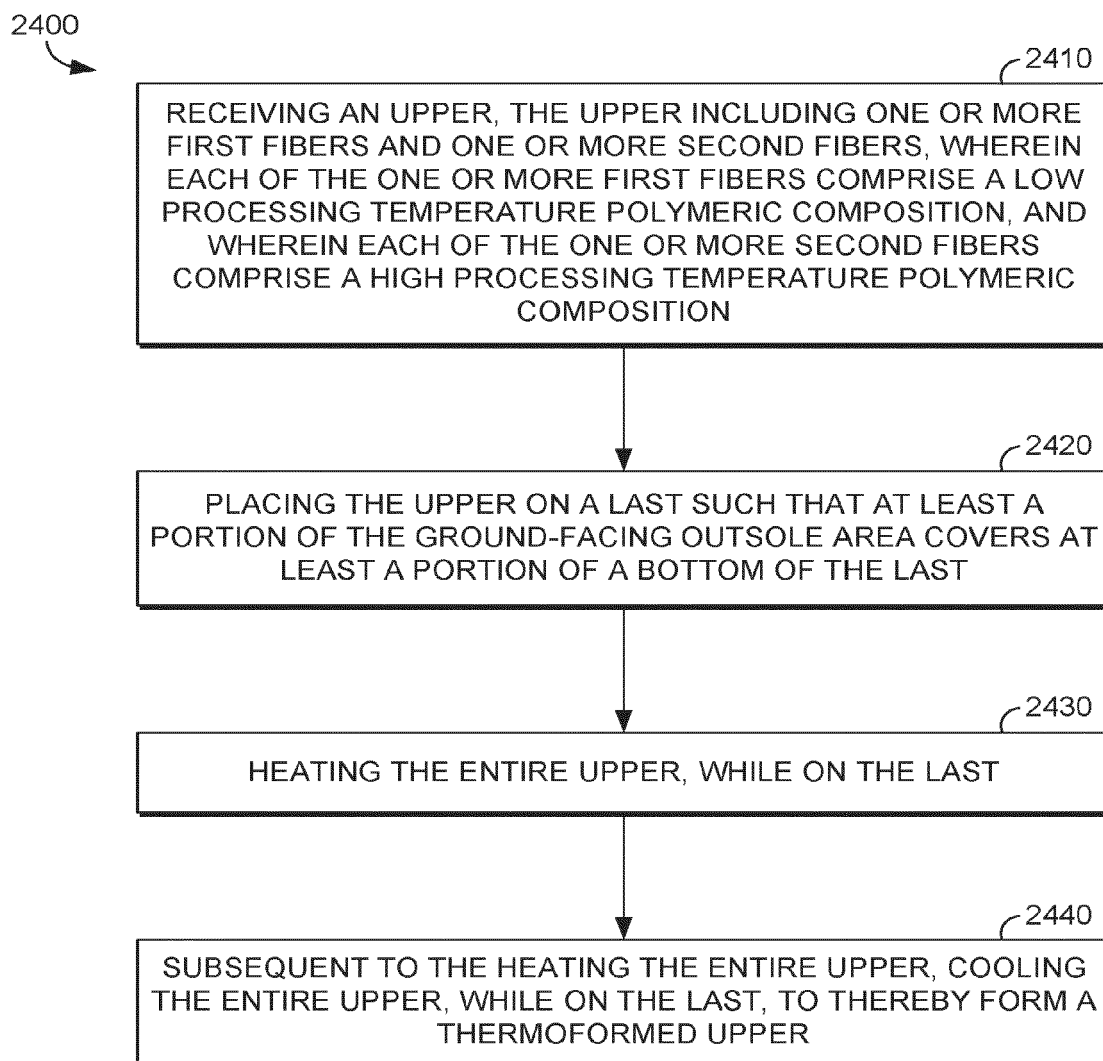 2400
2410
RECEIVING AN UPPER, THE UPPER INCLUDING ONE OR MORE
FIRST FIBERS AND ONE OR MORE SECOND FIBERS, WHEREIN
EACH OF THE ONE OR MORE FIRST FIBERS COMPRISE A LOW
PROCESSING TEMPERATURE POLYMERIC COMPOSITION, AND
WHEREIN EACH OF THE ONE OR MORE SECOND FIBERS
COMPRISE A HIGH PROCESSING TEMPERATURE POLYMERIC
COMPOSITION
2420
PLACING THE UPPER ON A LAST SUCH THAT AT LEAST A
PORTION OF THE GROUND-FACING OUTSOLE AREA COVERS AT
LEAST A PORTION OF A BOTTOM OF THE LAST
2430
HEATING THE ENTIRE UPPER, WHILE ON THE LAST
2440
SUBSEQUENT TO THE HEATING THE ENTIRE UPPER, COOLING
THE ENTIRE UPPER, WHILE ON THE LAST, TO THEREBY FORM A
THERMOFORMED UPPER